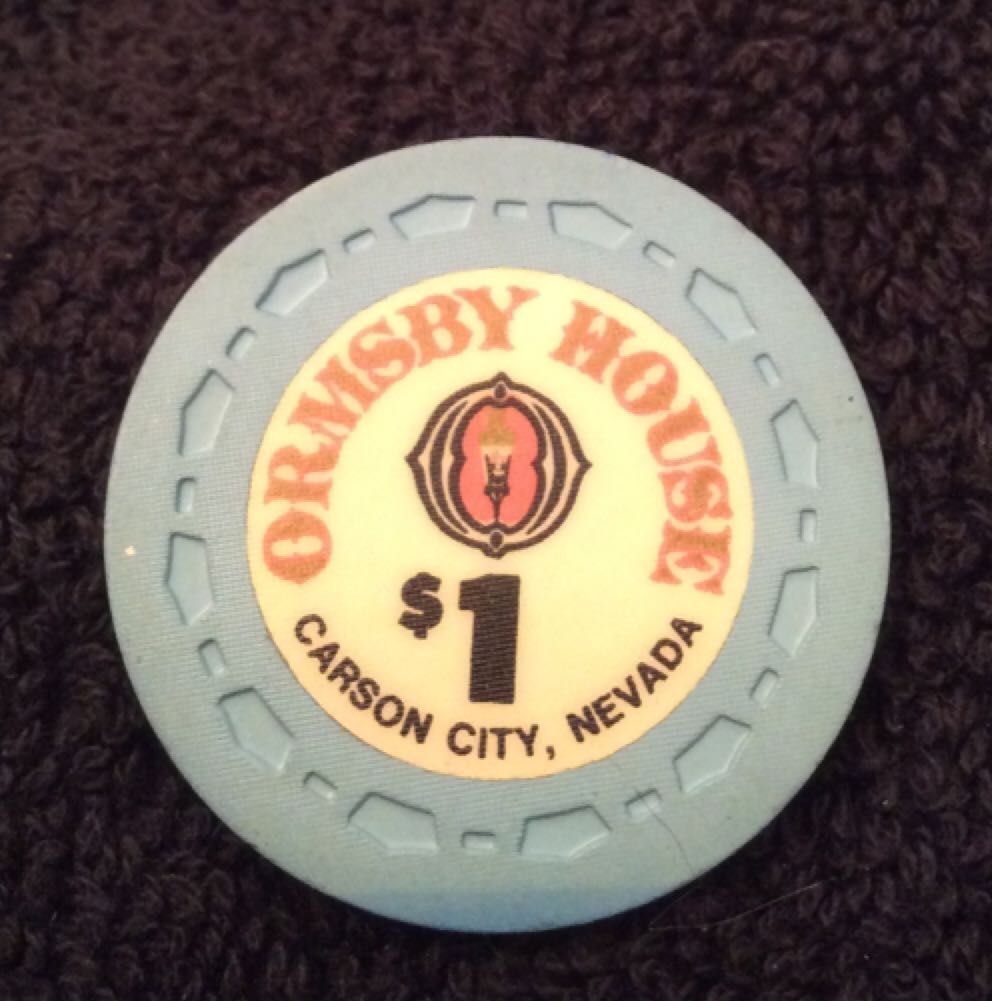 ORMSBY HOUSE
$1
CARSON CITY, NEVADA